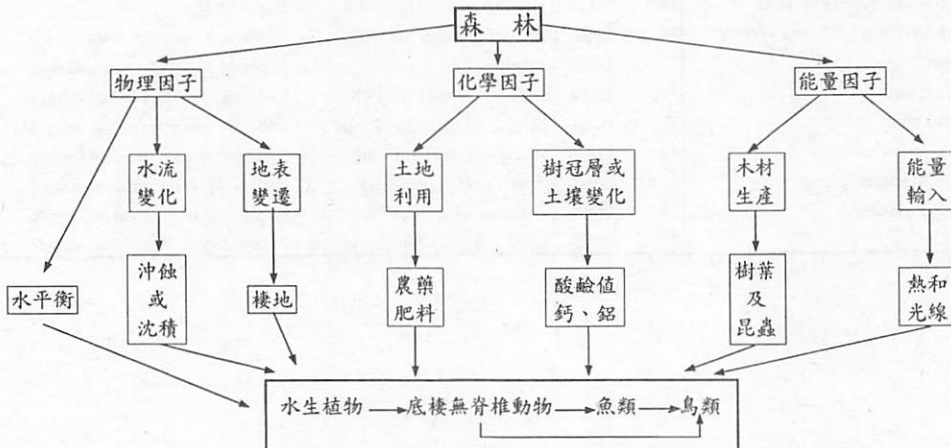 森林
物理因子
化學因子
能量因子
水流
變化
地表
變遷
土地
利用
樹冠層或
土壤變化
木材
生產
能量
輸入
水平衡
沖蝕
或
沈積
棲地
農藥
肥料
酸鹼值
鈣、鋁
樹葉
及
昆蟲
熱和
光線
水生植物 底棲無脊椎動物 魚類 鳥類